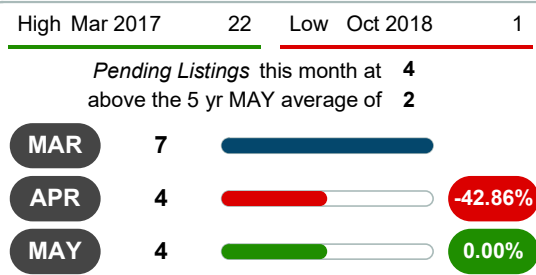 High Mar 2017 22 Low Oct 2018 1
Pending Listings this month at 4
above the 5 yr MAY average of 2
MAR 7
APR 4 -42.86%
MAY 4 0.00%